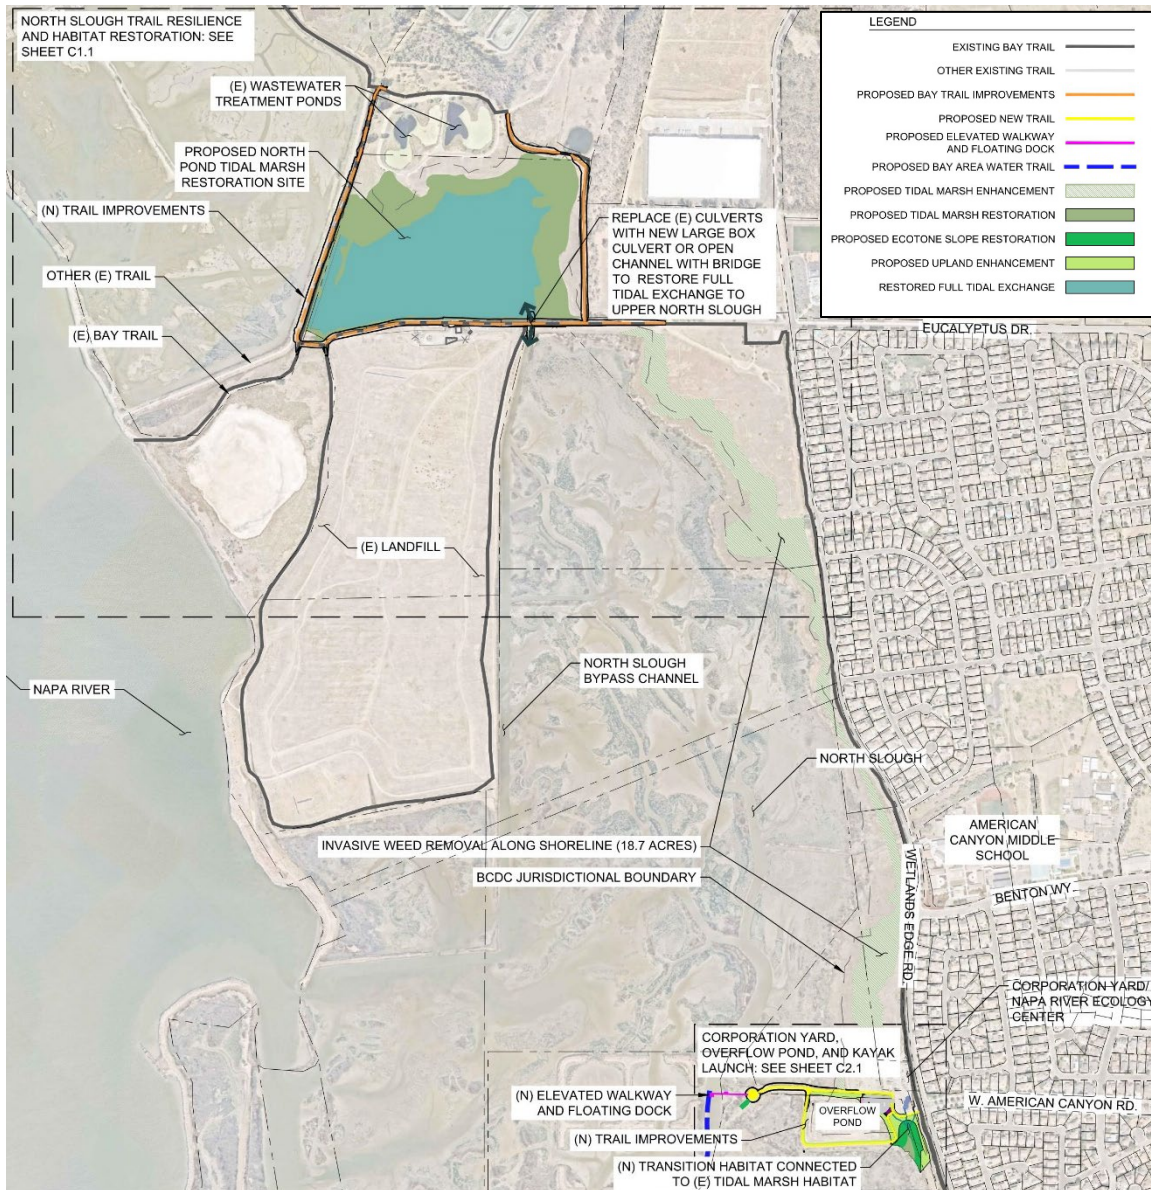 NORTH SLOUGH TRAIL RESILIENCE
AND HABITAT RESTORATION: SEE
SHEET C1.1
LEGEND
EXISTING BAY TRAIL
OTHER EXISTING TRAIL
PROPOSED BAY TRAIL IMPROVEMENTS
PROPOSED NEW TRAIL
PROPOSED ELEVATED WALKWAY
AND FLOATING DOCK
PROPOSED BAY AREA WATER TRAIL
PROPOSED TIDAL MARSH ENHANCEMENT
PROPOSED TIDAL MARSH RESTORATION
PROPOSED ECOTONE SLOPE RESTORATION
PROPOSED UPLAND ENHANCEMENT
RESTORED FULL TIDAL EXCHANGE
(E) WASTEWATER
TREATMENT PONDS
PROPOSED NORTH
POND TIDAL MARSH
RESTORATION SITE
(N) TRAIL IMPROVEMENTS
REPLACE (E) CULVERTS
WITH NEW LARGE BOX
CULVERT OR OPEN
CHANNEL WITH BRIDGE
TO RESTORE FULL
TIDAL EXCHANGE TO
UPPER NORTH SLOUGH
OTHER (E) TRAIL
(E) BAY TRAIL
EUCALYPTUS DR.
(E) LANDFILL
NORTH SLOUGH
BYPASS CHANNEL
NAPA RIVER
NORTH SLOUGH
AMERICAN
CANYON MIDDLE
SCHOOL
INVASIVE WEED REMOVAL ALONG SHORELINE (18.7 ACRES)
BCDC JURISDICTIONAL BOUNDARY
WETLANDS EDGE RD.
BENTON WY.
CORPORATION YARD/
NAPA RIVER ECOLOGY
CENTER
CORPORATION YARD,
OVERFLOW POND, AND KAYAK
LAUNCH: SEE SHEET C2.1
(N) ELEVATED WALKWAY
AND FLOATING DOCK
W. AMERICAN CANYON RD.
OVERFLOW
POND
(N) TRAIL IMPROVEMENTS
(N) TRANSITION HABITAT CONNECTED
TO (E) TIDAL MARSH HABITAT